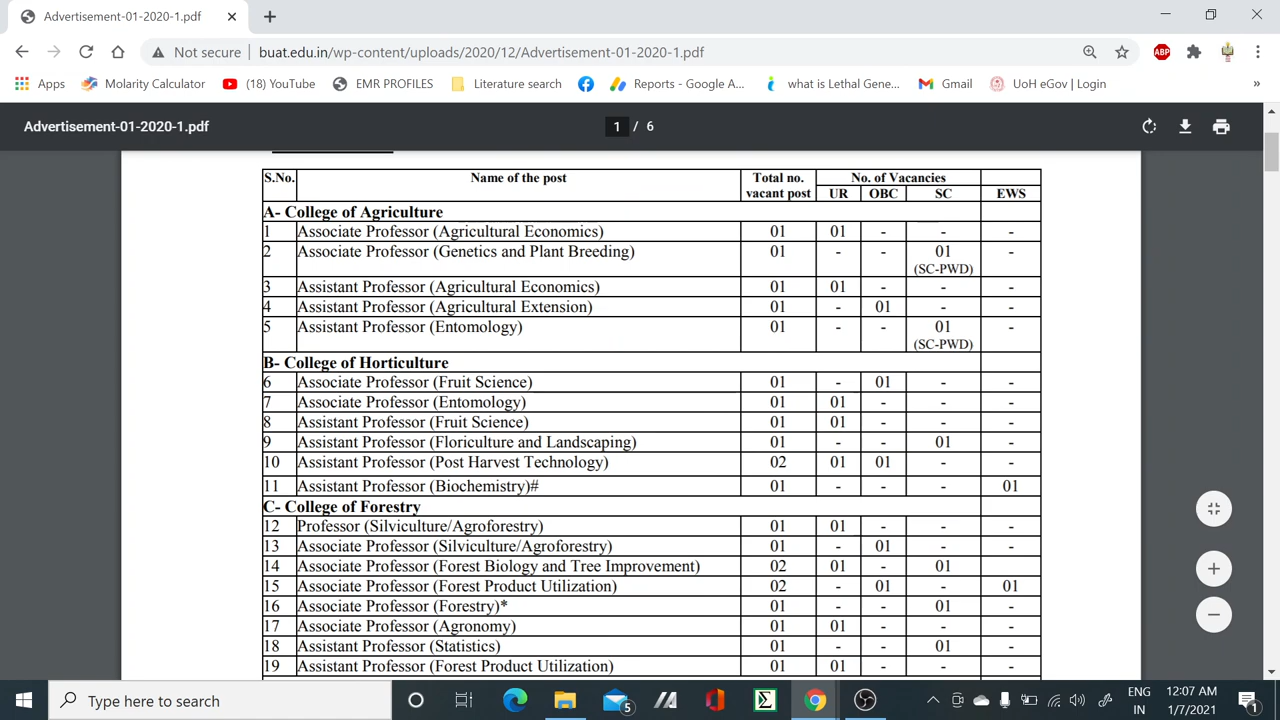 Advertisement-01-2020-1.pdf
Not secure buat.edu.in/wp-content/uploads/2020/12/Advertisement-01-2020-1.pdf ABP
Apps Molarity Calculator (18) YouTube EMR PROFILES Literature search Reports - Google A... what is Lethal Gene... Gmail UoH eGov | Login »
Advertisement-01-2020-1.pdf 1 / 6
S.No. Name of the post Total no. vacant post No. of Vacancies
UR OBC SC EWS
A- College of Agriculture
1 Associate Professor (Agricultural Economics) 01 01 - - -
2 Associate Professor (Genetics and Plant Breeding) 01 - - 01 (SC-PWD) -
3 Assistant Professor (Agricultural Economics) 01 01 - - -
4 Assistant Professor (Agricultural Extension) 01 - 01 - -
5 Assistant Professor (Entomology) 01 - - 01 (SC-PWD) -
B- College of Horticulture
6 Associate Professor (Fruit Science) 01 - 01 - -
7 Associate Professor (Entomology) 01 01 - - -
8 Assistant Professor (Fruit Science) 01 01 - - -
9 Assistant Professor (Floriculture and Landscaping) 01 - - 01 -
10 Assistant Professor (Post Harvest Technology) 02 01 01 - -
11 Assistant Professor (Biochemistry)# 01 - - - 01
C- College of Forestry
12 Professor (Silviculture/Agroforestry) 01 01 - - -
13 Associate Professor (Silviculture/Agroforestry) 01 - 01 - -
14 Associate Professor (Forest Biology and Tree Improvement) 02 01 - 01 -
15 Associate Professor (Forest Product Utilization) 02 - 01 - 01
16 Associate Professor (Forestry)* 01 - - 01 -
17 Associate Professor (Agronomy) 01 01 - - -
18 Assistant Professor (Statistics) 01 - - 01 -
19 Assistant Professor (Forest Product Utilization) 01 01 - - -
Type here to search 5 ENG IN 12:07 AM 1/7/2021 1